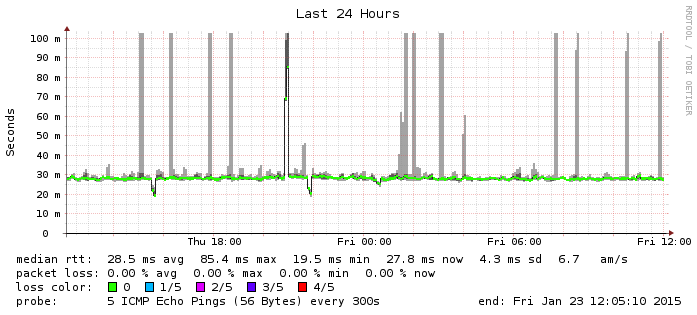 Last 24 Hours
RRDTOOL / TOBI OETIKER
Seconds
100 m
90 m
80 m
70 m
60 m
50 m
40 m
30 m
20 m
10 m
0
Thu 18:00 Fri 00:00 Fri 06:00 Fri 12:00
median rtt: 28.5 ms avg 85.4 ms max 19.5 ms min 27.8 ms now 4.3 ms sd 6.7 am/s
packet loss: 0.00 % avg 0.00 % max 0.00 % min 0.00 % now
loss color: 0 1/5 2/5 3/5 4/5
probe: 5 ICMP Echo Pings (56 Bytes) every 300s end: Fri Jan 23 12:05:10 2015